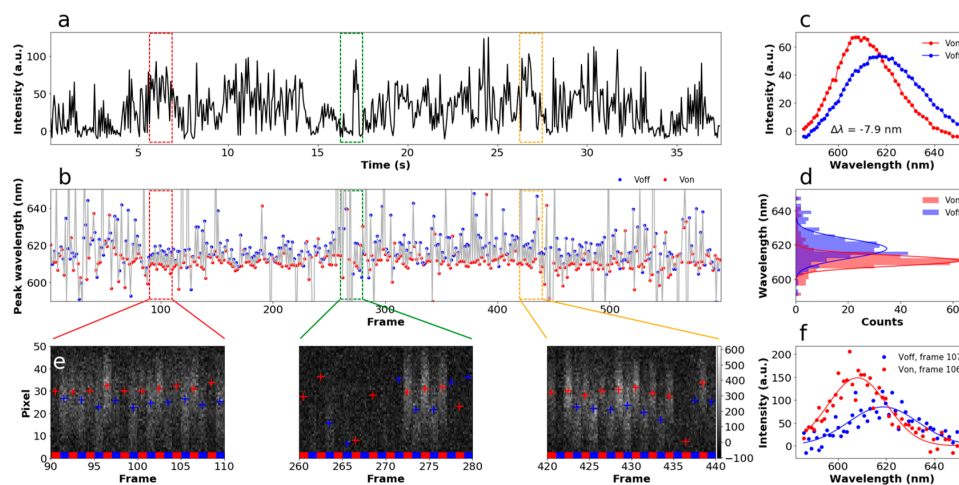 a
Intensity (a.u.)
100
50
0
5
10
15
20
25
30
35
Time (s)
b
Voff
Von
Peak wavelength (nm)
640
620
600
100
200
300
400
500
Frame
c
Intensity (a.u.)
60
40
20
0
Von
Voff
Δλ = -7.9 nm
600
620
640
Wavelength (nm)
d
Wavelength (nm)
640
620
600
Von
Voff
0
20
40
60
Counts
e
Pixel
50
40
30
20
10
0
90
95
100
105
110
Frame
260
265
270
275
280
Frame
420
425
430
435
440
Frame
600
500
400
300
200
100
0
−100
f
Intensity (a.u.)
200
150
100
50
0
Voff, frame 107
Von, frame 106
600
620
640
Wavelength (nm)